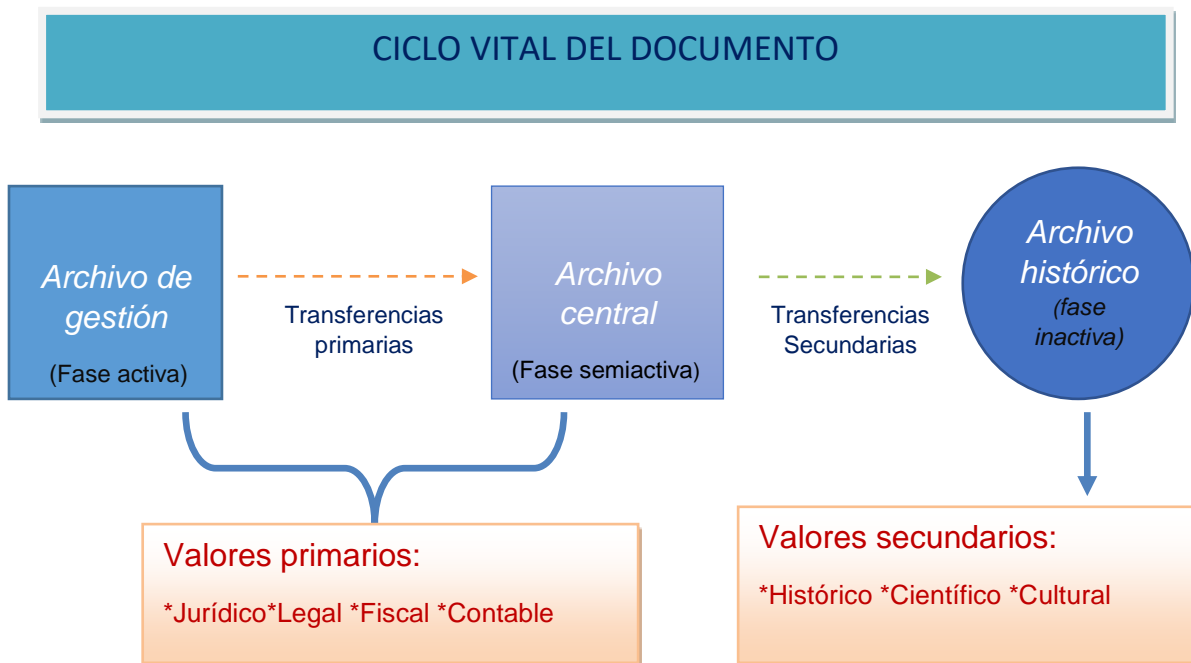 CICLO VITAL DEL DOCUMENTO
Archivo de
gestión
(Fase activa)
Transferencias
primarias
Archivo
central
(Fase semiactiva)
Transferencias
Secundarias
Archivo
histórico
(fase
inactiva)
Valores primarios:
*Jurídico*Legal *Fiscal *Contable
Valores secundarios:
*Histórico *Científico *Cultural